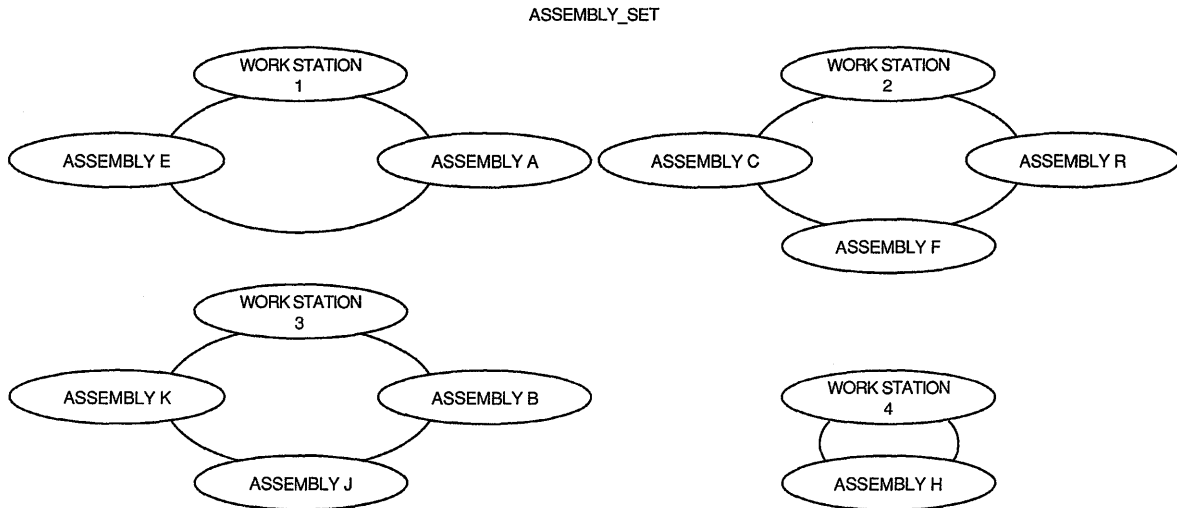 ASSEMBLY_SET
WORK STATION
1
WORK STATION
2
ASSEMBLY E
ASSEMBLY A
ASSEMBLY C
ASSEMBLY R
ASSEMBLY F
WORK STATION
3
ASSEMBLY K
ASSEMBLY B
WORK STATION
4
ASSEMBLY J
ASSEMBLY H